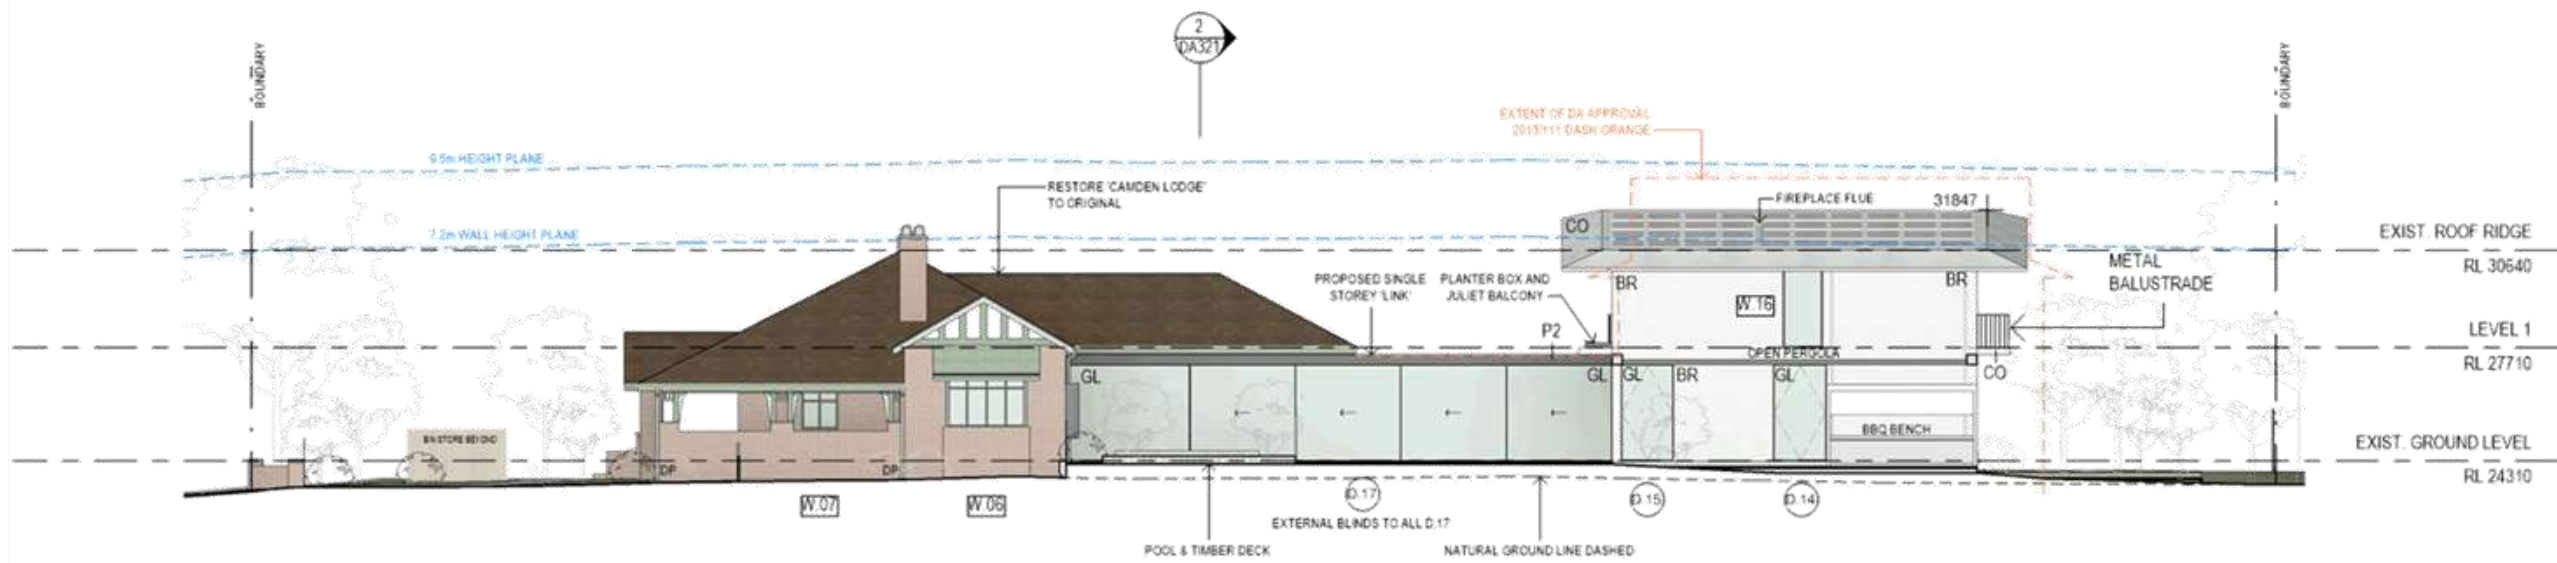 2
DA321
BOUNDARY
BOUNDARY
EXTENT OF DA APPROVAL
DASH ORANGE
9.5m HEIGHT PLANE
RESTORE 'CAMDEN LODGE'
TO ORIGINAL
FIREPLACE FLUE
31847
CO
7.2m WALL HEIGHT PLANE
EXIST. ROOF RIDGE
RL 30640
METAL
BALUSTRADE
PROPOSED SINGLE
STOREY 'LINK'
PLANTER BOX AND
JULIET BALCONY
BR
BR
W.16
P2
LEVEL 1
RL 27710
OPEN PERGOLA
GL
GL
GL
BR
GL
CO
BIN STORE BEYOND
BBQ BENCH
EXIST. GROUND LEVEL
RL 24310
DP
DP
W.07
W.06
D.17
D.15
D.14
EXTERNAL BLINDS TO ALL D.17
POOL & TIMBER DECK
NATURAL GROUND LINE DASHED